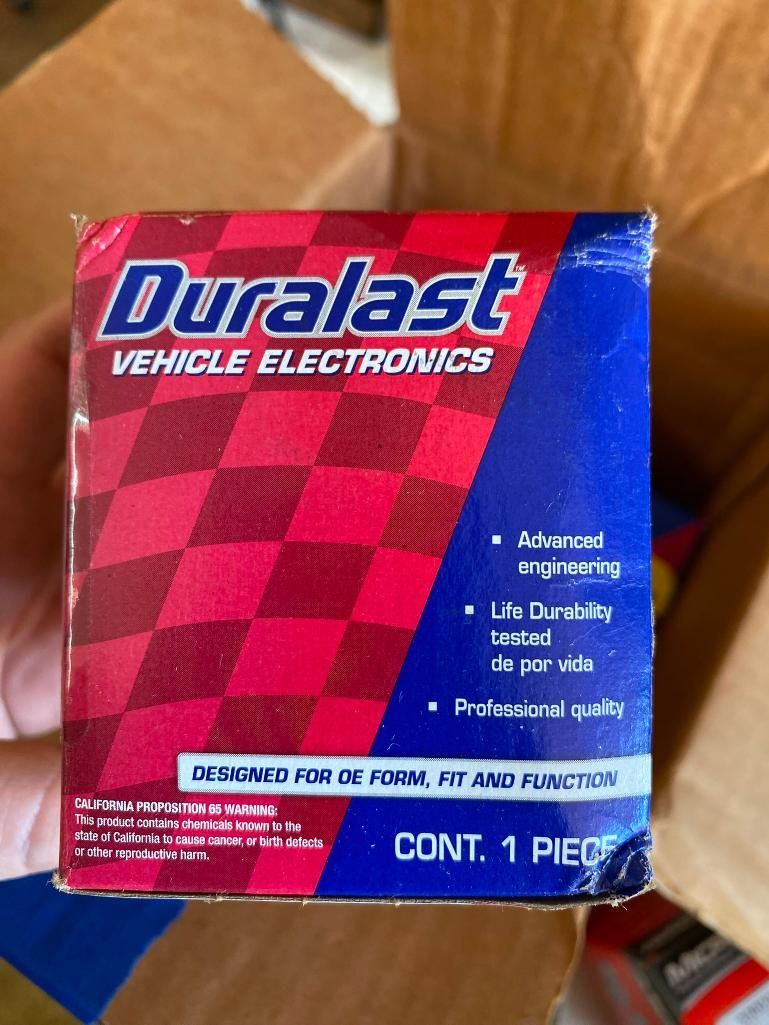 Duralast™
VEHICLE ELECTRONICS
▪ Advanced
engineering
▪ Life Durability
tested
de por vida
▪ Professional quality
DESIGNED FOR OE FORM, FIT AND FUNCTION
CALIFORNIA PROPOSITION 65 WARNING:
This product contains chemicals known to the
state of California to cause cancer, or birth defects
or other reproductive harm.
CONT. 1 PIECE